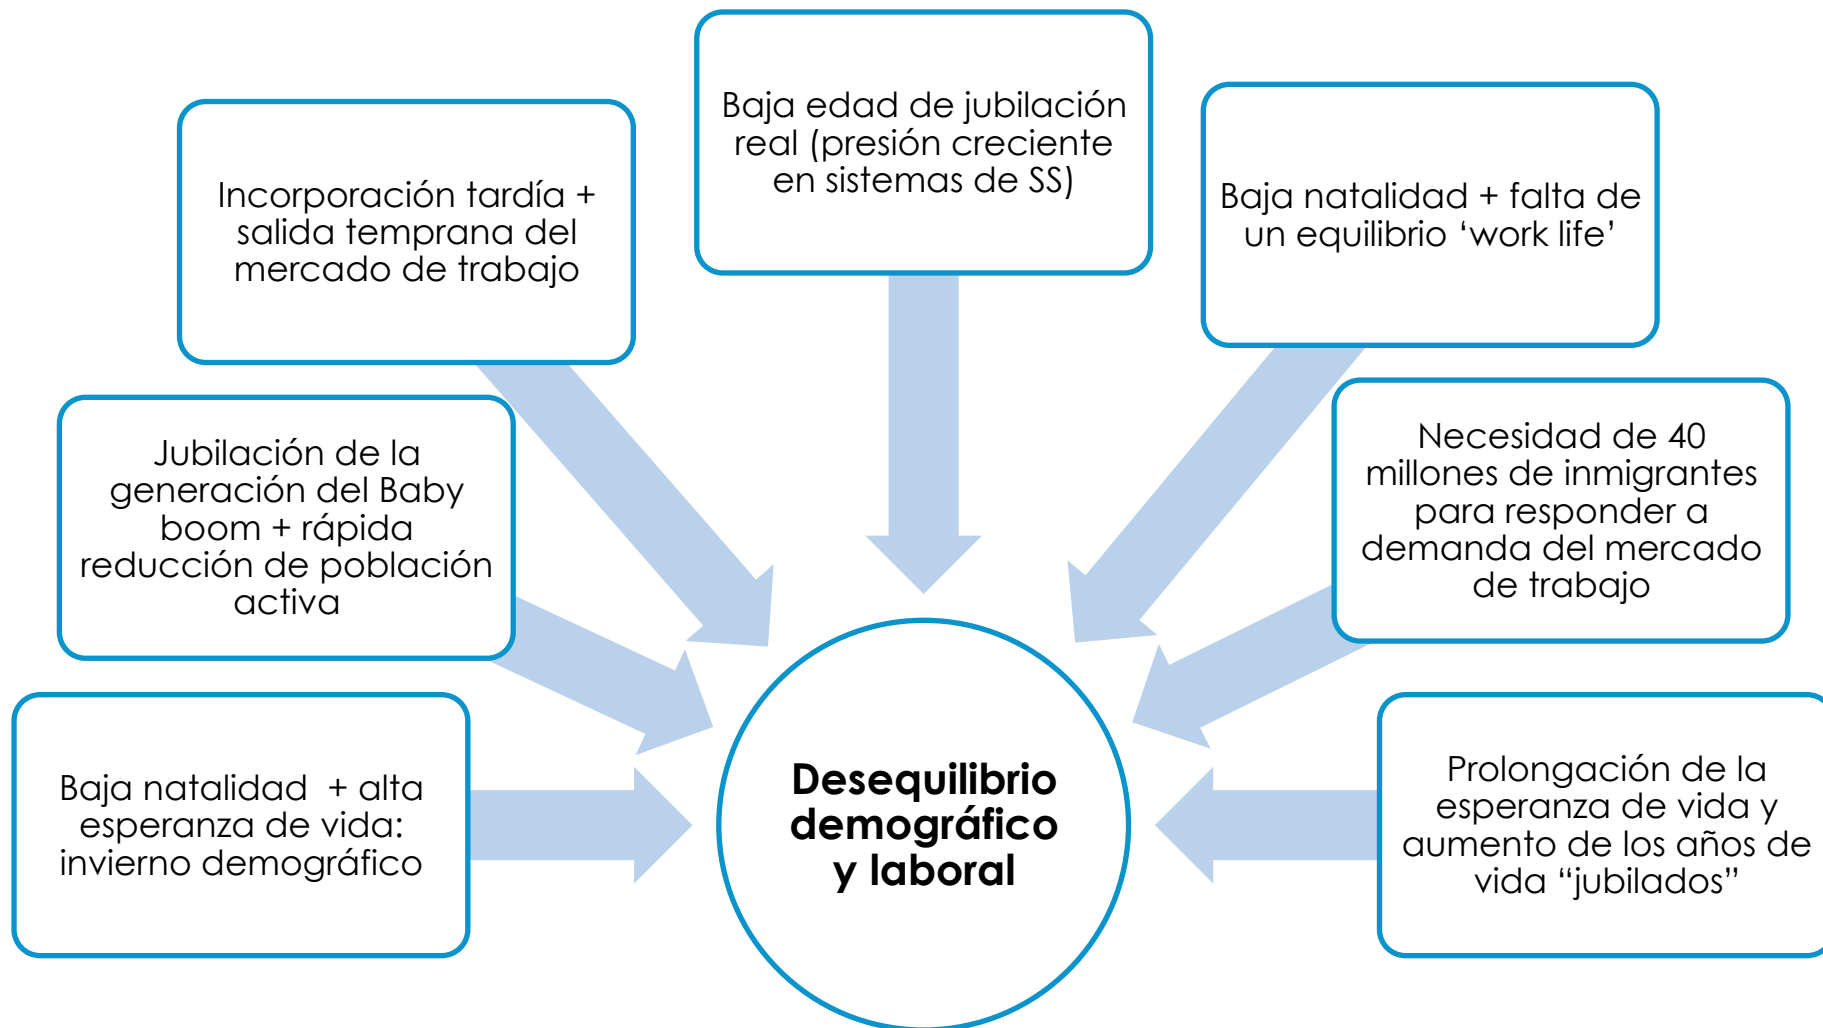 Baja edad de jubilación
real (presión creciente
en sistemas de SS)
Incorporación tardía +
salida temprana del
mercado de trabajo
Baja natalidad + falta de
un equilibrio ‘work life’
Jubilación de la
generación del Baby
boom + rápida
reducción de población
activa
Necesidad de 40
millones de inmigrantes
para responder a
demanda del mercado
de trabajo
Baja natalidad + alta
esperanza de vida:
invierno demográfico
Desequilibrio
demográfico
y laboral
Prolongación de la
esperanza de vida y
aumento de los años de
vida “jubilados”